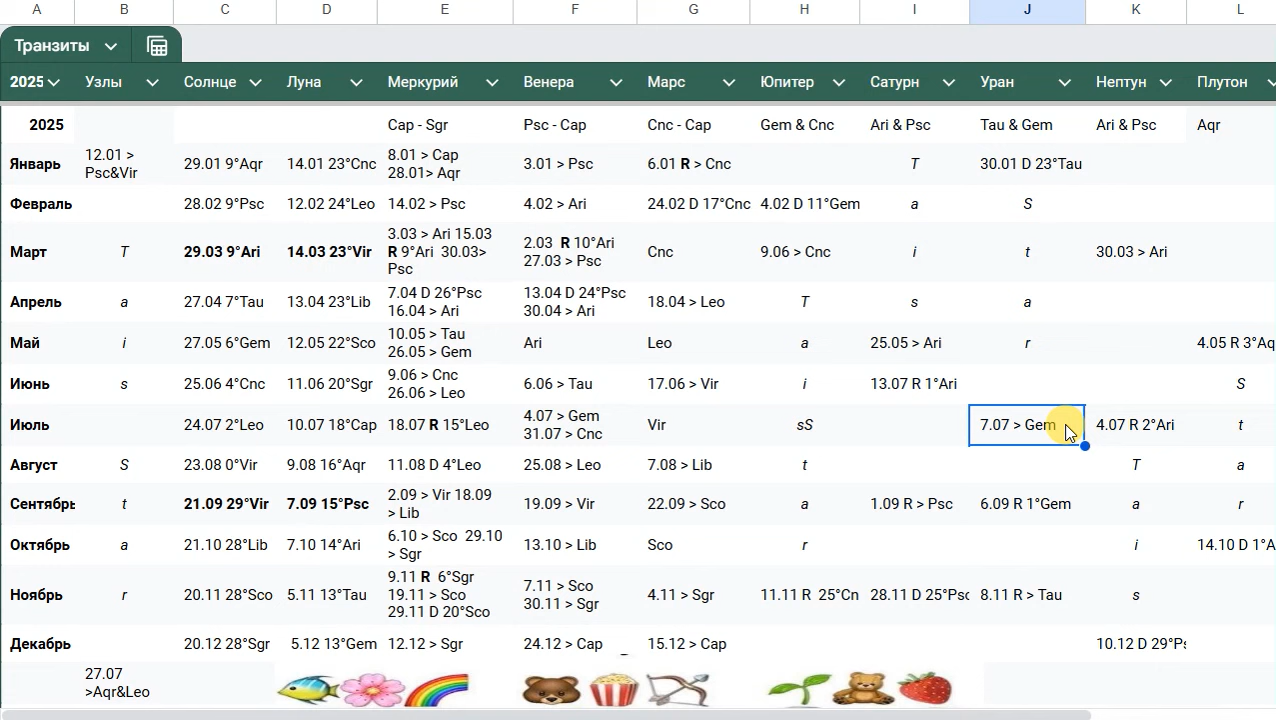 A B C D E F G H I J K L
Транзиты
2025 Узлы Солнце Луна Меркурий Венера Марс Юпитер Сатурн Уран Нептун Плутон
2025 Cap - Sgr Psc - Cap Cnc - Cap Gem & Cnc Ari & Psc Tau & Gem Ari & Psc Aqr
Январь 12.01 > Psc&Vir 29.01 9°Aqr 14.01 23°Cnc 8.01 > Cap 28.01> Aqr 3.01 > Psc 6.01 R > Cnc T 30.01 D 23°Tau
Февраль 28.02 9°Psc 12.02 24°Leo 14.02 > Psc 4.02 > Ari 24.02 D 17°Cnc 4.02 D 11°Gem a S
Март T 29.03 9°Ari 14.03 23°Vir 3.03 > Ari 15.03 R 9°Ari 30.03> Psc 2.03 R 10°Ari 27.03 > Psc Cnc 9.06 > Cnc i t 30.03 > Ari
Апрель a 27.04 7°Tau 13.04 23°Lib 7.04 D 26°Psc 16.04 > Ari 13.04 D 24°Psc 30.04 > Ari 18.04 > Leo T s a
Май i 27.05 6°Gem 12.05 22°Sco 10.05 > Tau 26.05 > Gem Ari Leo a 25.05 > Ari r 4.05 R 3°Aq
Июнь s 25.06 4°Cnc 11.06 20°Sgr 9.06 > Cnc 26.06 > Leo 6.06 > Tau 17.06 > Vir i 13.07 R 1°Ari S
Июль 24.07 2°Leo 10.07 18°Cap 18.07 R 15°Leo 4.07 > Gem 31.07 > Cnc Vir sS 7.07 > Gem 4.07 R 2°Ari t
Август S 23.08 0°Vir 9.08 16°Aqr 11.08 D 4°Leo 25.08 > Leo 7.08 > Lib t T a
Сентябрь t 21.09 29°Vir 7.09 15°Psc 2.09 > Vir 18.09 > Lib 19.09 > Vir 22.09 > Sco a 1.09 R > Psc 6.09 R 1°Gem a r
Октябрь a 21.10 28°Lib 7.10 14°Ari 6.10 > Sco 29.10 > Sgr 13.10 > Lib Sco r i 14.10 D 1°A
Ноябрь r 20.11 28°Sco 5.11 13°Tau 9.11 R 6°Sgr 19.11 > Sco 29.11 D 20°Sco 7.11 > Sco 30.11 > Sgr 4.11 > Sgr 11.11 R 25°Cn 28.11 D 25°Psc 8.11 R > Tau s
Декабрь 20.12 28°Sgr 5.12 13°Gem 12.12 > Sgr 24.12 > Cap 15.12 > Cap 10.12 D 29°Ps
27.07 >Aqr&Leo